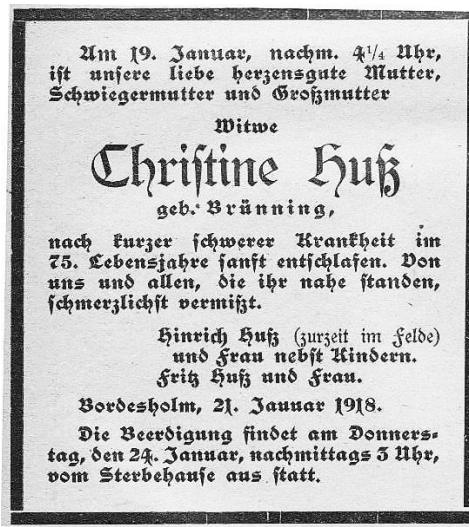 Am 19. Januar, nachm. 4¼ Uhr,
ist unsere liebe herzensgute Mutter,
Schwiegermutter und Großmutter
Witwe
Christine Huß
geb. Brünning,
nach kurzer schwerer Krankheit im
75. Lebensjahre sanft entschlafen. Von
uns und allen, die ihr nahe standen,
schmerzlichst vermißt.
Hinrich Huß (zurzeit im Felde)
und Frau nebst Kindern.
Fritz Huß und Frau.
Bordesholm, 21. Januar 1918.
Die Beerdigung findet am Donners-
tag, den 24. Januar, nachmittags 3 Uhr,
vom Sterbehause aus statt.